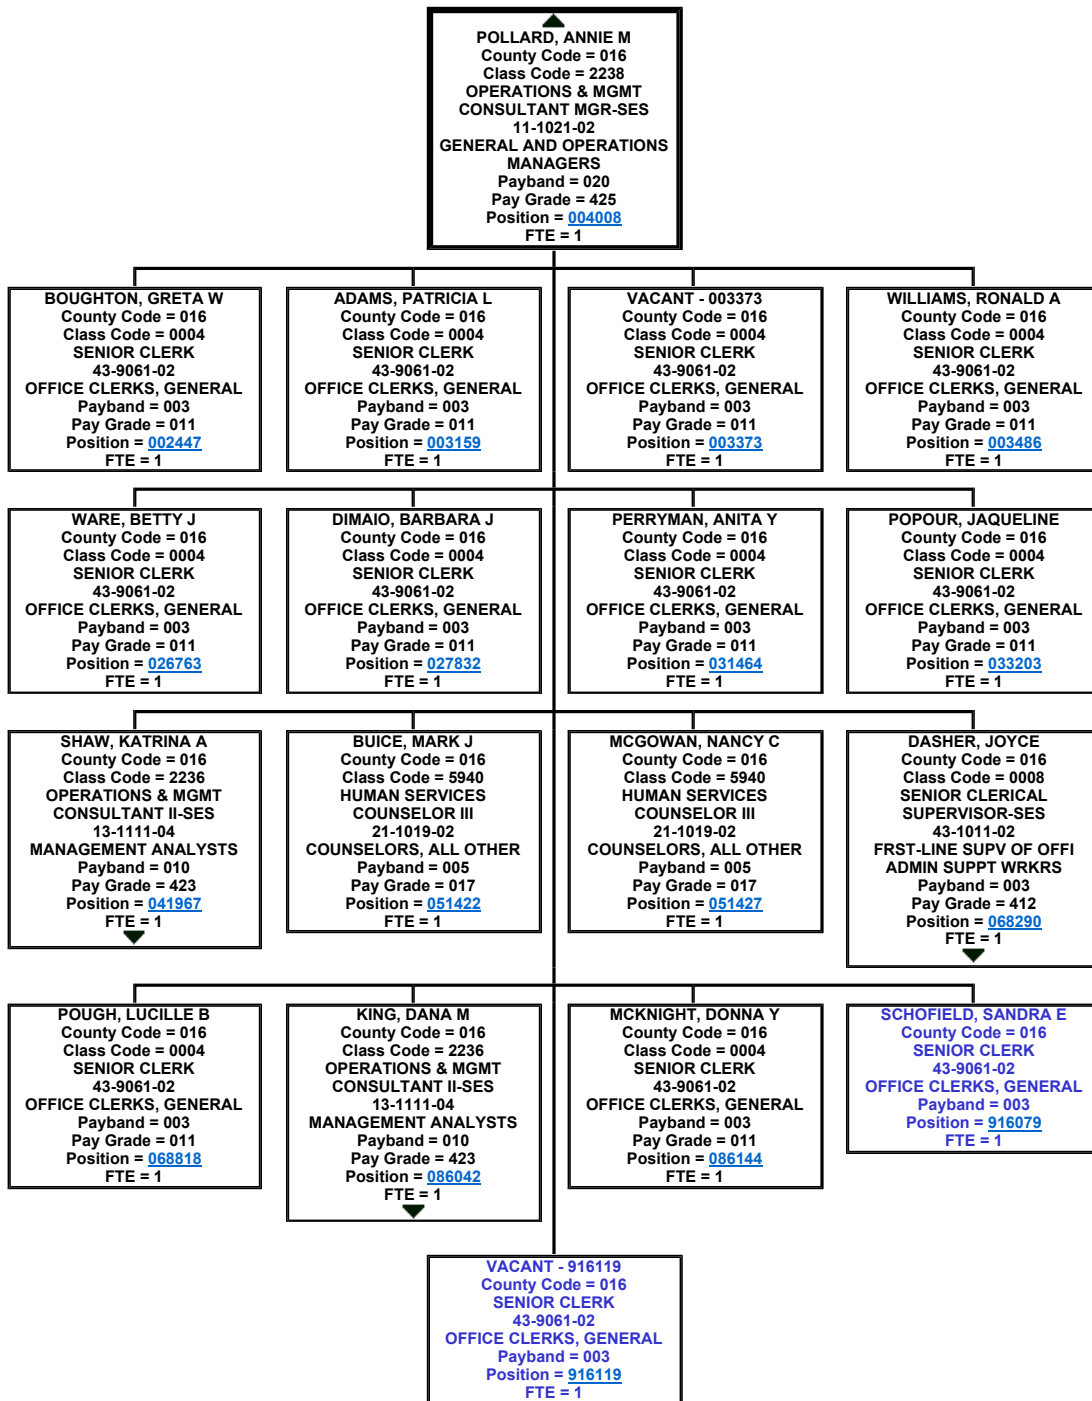 POLLARD, ANNIE M
County Code = 016
Class Code = 2238
OPERATIONS & MGMT
CONSULTANT MGR-SES
11-1021-02
GENERAL AND OPERATIONS
MANAGERS
Payband = 020
Pay Grade = 425
Position = 004008
FTE = 1
BOUGHTON, GRETA W
County Code = 016
Class Code = 0004
SENIOR CLERK
43-9061-02
OFFICE CLERKS, GENERAL
Payband = 003
Pay Grade = 011
Position = 002447
FTE = 1
ADAMS, PATRICIA L
County Code = 016
Class Code = 0004
SENIOR CLERK
43-9061-02
OFFICE CLERKS, GENERAL
Payband = 003
Pay Grade = 011
Position = 003159
FTE = 1
VACANT - 003373
County Code = 016
Class Code = 0004
SENIOR CLERK
43-9061-02
OFFICE CLERKS, GENERAL
Payband = 003
Pay Grade = 011
Position = 003373
FTE = 1
WILLIAMS, RONALD A
County Code = 016
Class Code = 0004
SENIOR CLERK
43-9061-02
OFFICE CLERKS, GENERAL
Payband = 003
Pay Grade = 011
Position = 003486
FTE = 1
WARE, BETTY J
County Code = 016
Class Code = 0004
SENIOR CLERK
43-9061-02
OFFICE CLERKS, GENERAL
Payband = 003
Pay Grade = 011
Position = 026763
FTE = 1
DIMAIO, BARBARA J
County Code = 016
Class Code = 0004
SENIOR CLERK
43-9061-02
OFFICE CLERKS, GENERAL
Payband = 003
Pay Grade = 011
Position = 027832
FTE = 1
PERRYMAN, ANITA Y
County Code = 016
Class Code = 0004
SENIOR CLERK
43-9061-02
OFFICE CLERKS, GENERAL
Payband = 003
Pay Grade = 011
Position = 031464
FTE = 1
POPOUR, JAQUELINE
County Code = 016
Class Code = 0004
SENIOR CLERK
43-9061-02
OFFICE CLERKS, GENERAL
Payband = 003
Pay Grade = 011
Position = 033203
FTE = 1
SHAW, KATRINA A
County Code = 016
Class Code = 2236
OPERATIONS & MGMT
CONSULTANT II-SES
13-1111-04
MANAGEMENT ANALYSTS
Payband = 010
Pay Grade = 423
Position = 041967
FTE = 1
BUICE, MARK J
County Code = 016
Class Code = 5940
HUMAN SERVICES
COUNSELOR III
21-1019-02
COUNSELORS, ALL OTHER
Payband = 005
Pay Grade = 017
Position = 051422
FTE = 1
MCGOWAN, NANCY C
County Code = 016
Class Code = 5940
HUMAN SERVICES
COUNSELOR III
21-1019-02
COUNSELORS, ALL OTHER
Payband = 005
Pay Grade = 017
Position = 051427
FTE = 1
DASHER, JOYCE
County Code = 016
Class Code = 0008
SENIOR CLERICAL
SUPERVISOR-SES
43-1011-02
FRST-LINE SUPV OF OFFI
ADMIN SUPPT WRKRS
Payband = 003
Pay Grade = 412
Position = 068290
FTE = 1
POUGH, LUCILLE B
County Code = 016
Class Code = 0004
SENIOR CLERK
43-9061-02
OFFICE CLERKS, GENERAL
Payband = 003
Pay Grade = 011
Position = 068818
FTE = 1
KING, DANA M
County Code = 016
Class Code = 2236
OPERATIONS & MGMT
CONSULTANT II-SES
13-1111-04
MANAGEMENT ANALYSTS
Payband = 010
Pay Grade = 423
Position = 086042
FTE = 1
MCKNIGHT, DONNA Y
County Code = 016
Class Code = 0004
SENIOR CLERK
43-9061-02
OFFICE CLERKS, GENERAL
Payband = 003
Pay Grade = 011
Position = 086144
FTE = 1
SCHOFIELD, SANDRA E
County Code = 016
SENIOR CLERK
43-9061-02
OFFICE CLERKS, GENERAL
Payband = 003
Position = 916079
FTE = 1
VACANT - 916119
County Code = 016
SENIOR CLERK
43-9061-02
OFFICE CLERKS, GENERAL
Payband = 003
Position = 916119
FTE = 1